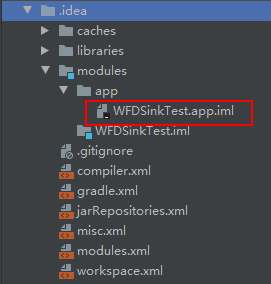 .idea
caches
libraries
modules
app
WFDSinkTest.app.iml
WFDSinkTest.iml
.gitignore
compiler.xml
gradle.xml
jarRepositories.xml
misc.xml
modules.xml
workspace.xml